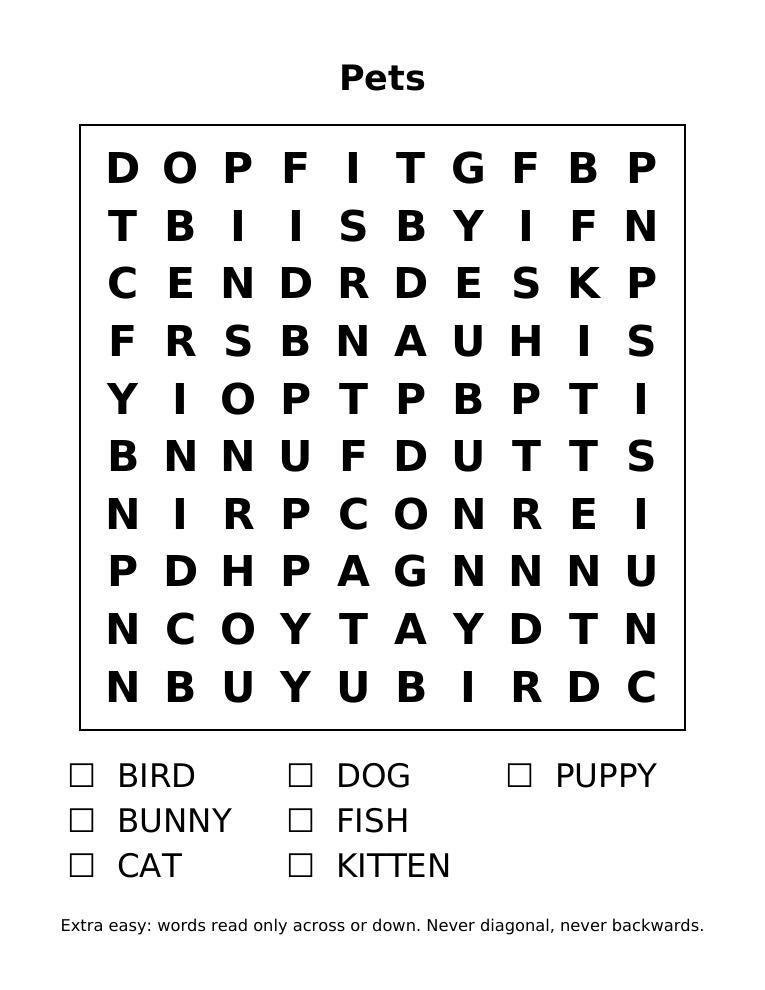 Pets
D O P F I T G F B P
T B I I S B Y I F N
C E N D R D E S K P
F R S B N A U H I S
Y I O P T P B P T I
B N N U F D U T T S
N I R P C O N R E I
P D H P A G N N N U
N C O Y T A Y D T N
N B U Y U B I R D C
☐ BIRD ☐ DOG ☐ PUPPY
☐ BUNNY ☐ FISH
☐ CAT ☐ KITTEN
Extra easy: words read only across or down. Never diagonal, never backwards.